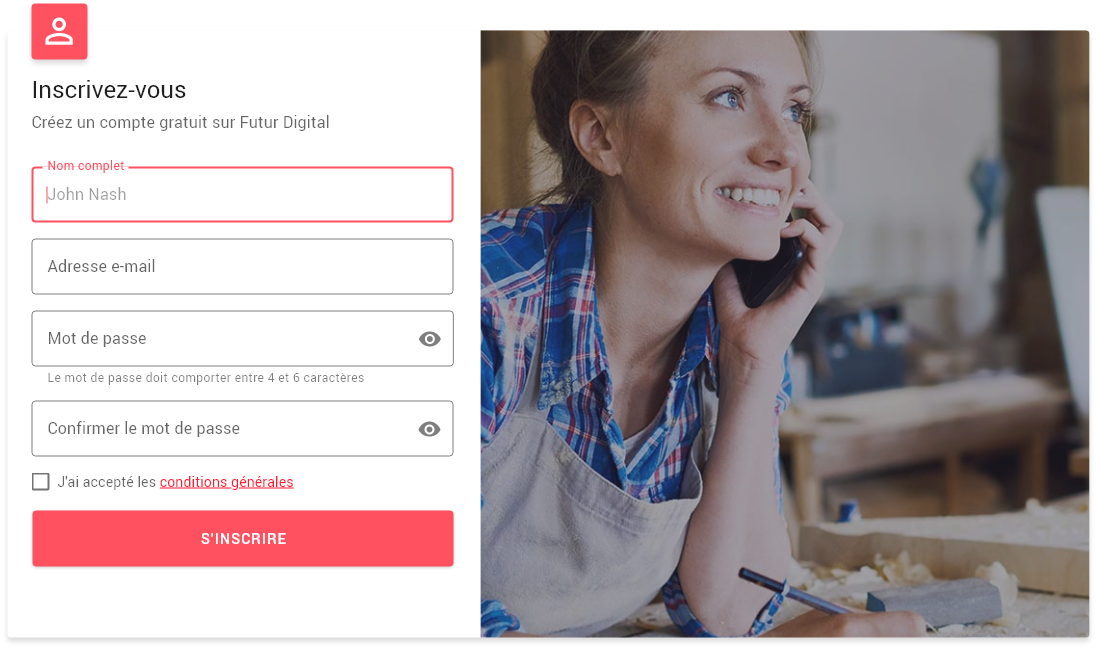 Inscrivez-vous
Créez un compte gratuit sur Futur Digital
Nom complet
John Nash
Adresse e-mail
Mot de passe
Le mot de passe doit comporter entre 4 et 6 caractères
Confirmer le mot de passe
J'ai accepté les conditions générales
S'INSCRIRE